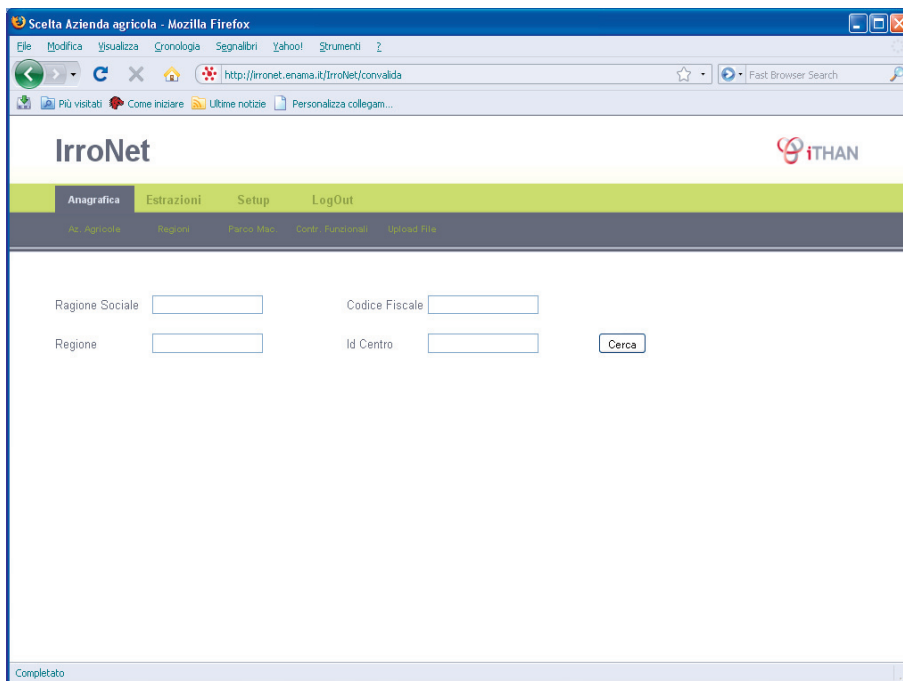 Scelta Azienda agricola - Mozilla Firefox
File Modifica Visualizza Cronologia Segnalibri Yahoo! Strumenti ?
http://irronet.enama.it/IrroNet/convalida Fast Browser Search
Più visitati Come iniziare Ultime notizie Personalizza collegam...
IrroNet iTHAN
Anagrafica Estrazioni Setup LogOut
Az. Agricole Regioni Parco Mac. Contr. Funzionali Upload File
Ragione Sociale Codice Fiscale
Regione Id Centro Cerca
Completato